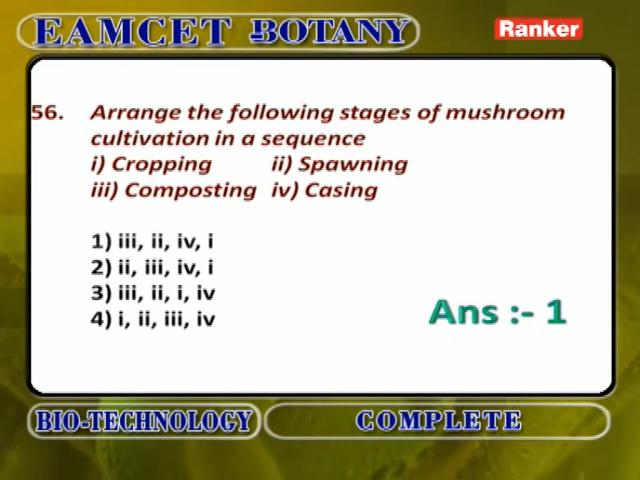 EAMCET - BOTANY
Ranker
56. Arrange the following stages of mushroom
cultivation in a sequence
i) Cropping ii) Spawning
iii) Composting iv) Casing
1) iii, ii, iv, i
2) ii, iii, iv, i
3) iii, ii, i, iv
4) i, ii, iii, iv
Ans :- 1
BIO-TECHNOLOGY
COMPLETE